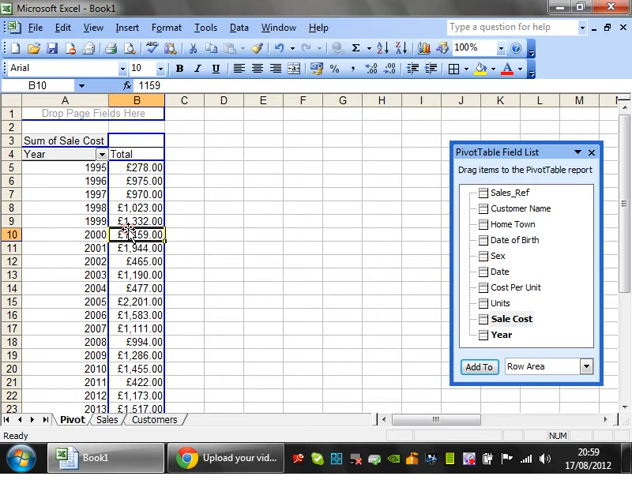 Microsoft Excel - Book1
File Edit View Insert Format Tools Data Window Help
Type a question for help
100%
Arial 10 B I U
B10 1159
A B C D E F G H I J K L M
1 Drop Page Fields Here
2
3 Sum of Sale Cost
4 Year Total
5 1995 £278.00
6 1996 £975.00
7 1997 £970.00
8 1998 £1,023.00
9 1999 £1,332.00
10 2000 £1,159.00
11 2001 £1,944.00
12 2002 £465.00
13 2003 £1,190.00
14 2004 £477.00
15 2005 £2,201.00
16 2006 £1,583.00
17 2007 £1,111.00
18 2008 £994.00
19 2009 £1,286.00
20 2010 £1,455.00
21 2011 £422.00
22 2012 £1,173.00
23 2013 £1,517.00
PivotTable Field List
Drag items to the PivotTable report
Sales_Ref
Customer Name
Home Town
Date of Birth
Sex
Date
Cost Per Unit
Units
Sale Cost
Year
Add To Row Area
Pivot Sales Customers
Ready NUM
Book1 Upload your vid...
20:59
17/08/2012